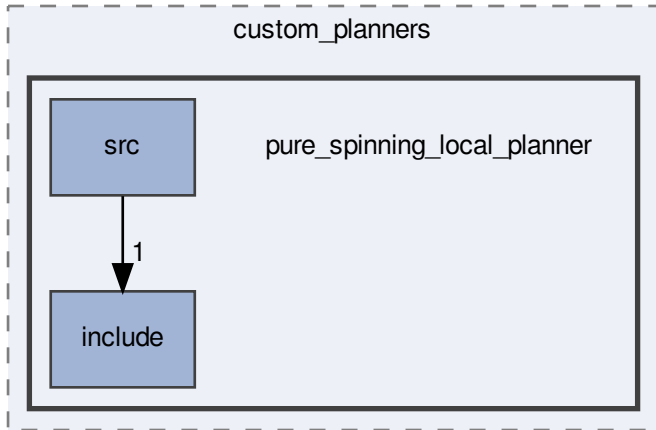 custom_planners
src
pure_spinning_local_planner
1
include